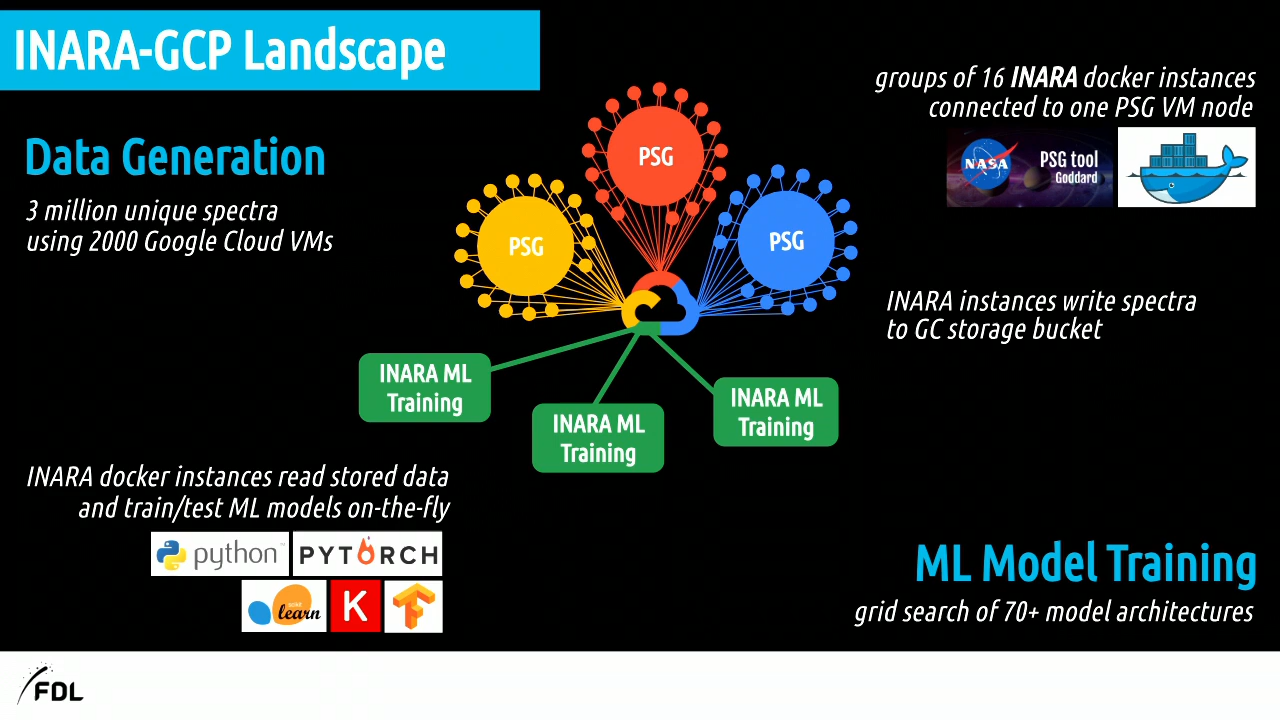 INARA-GCP Landscape
groups of 16 INARA docker instances
connected to one PSG VM node
NASA
PSG tool
Goddard
Data Generation
3 million unique spectra
using 2000 Google Cloud VMs
PSG
PSG
PSG
INARA instances write spectra
to GC storage bucket
INARA ML
Training
INARA ML
Training
INARA ML
Training
INARA docker instances read stored data
and train/test ML models on-the-fly
python
PYTORCH
learn
K
ML Model Training
grid search of 70+ model architectures
FDL